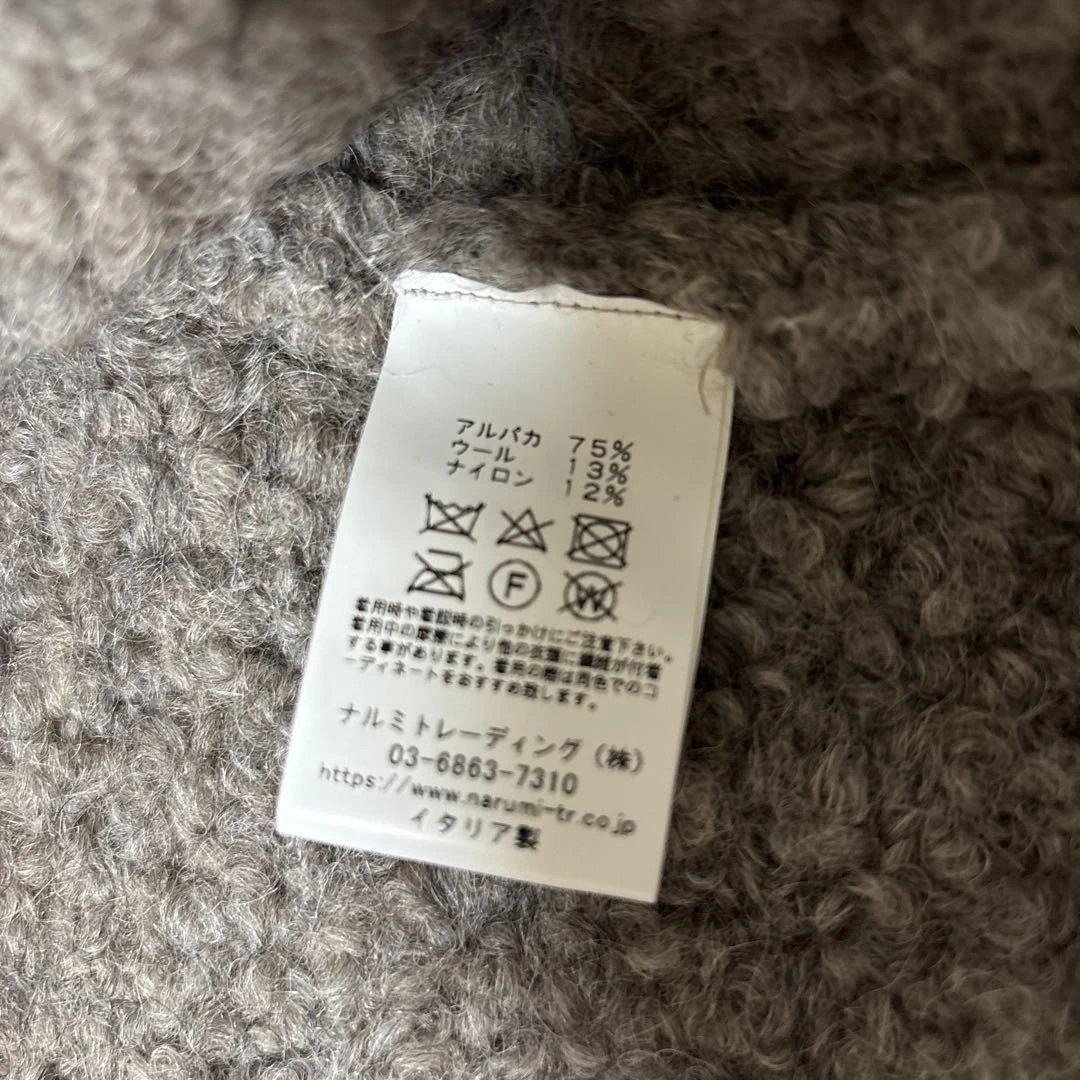 アルパカ 75%
ウール 13%
ナイロン 12%
F
W
着用時や着脱時の引っかけにご注意下さい。
着用中の摩擦により他の衣類に繊維が付着
する事があります。着用の際は同色でのコ
ーディネートをおすすめ致します。
ナルミトレーディング(株)
03-6863-7310
https://www.narumi-tr.co.jp
イタリア製